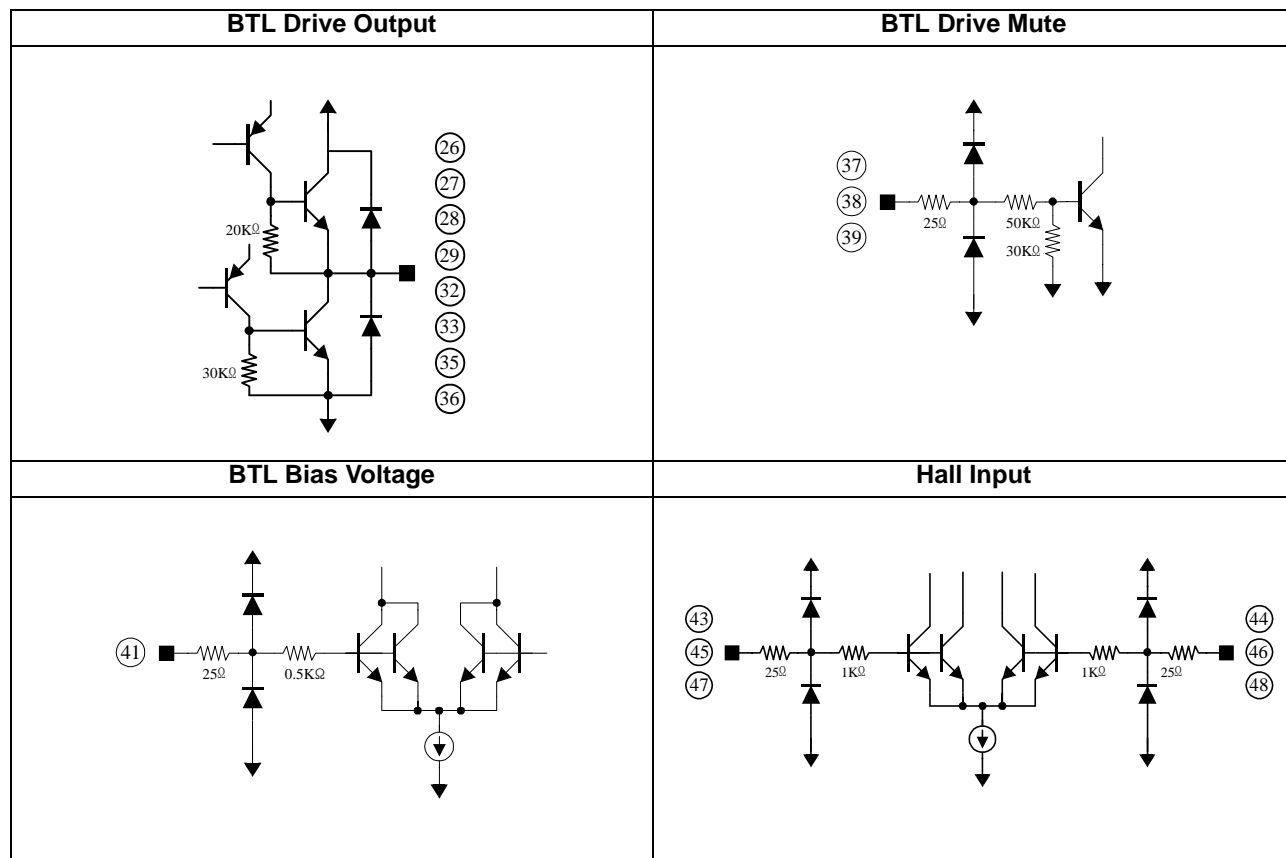 BTL Drive Output
BTL Drive Mute
26
27
28
29
32
33
35
36
20KΩ
30KΩ
37
38
39
25Ω
50KΩ
30KΩ
BTL Bias Voltage
Hall Input
41
25Ω
0.5KΩ
43
45
47
25Ω
1KΩ
1KΩ
25Ω
44
46
48